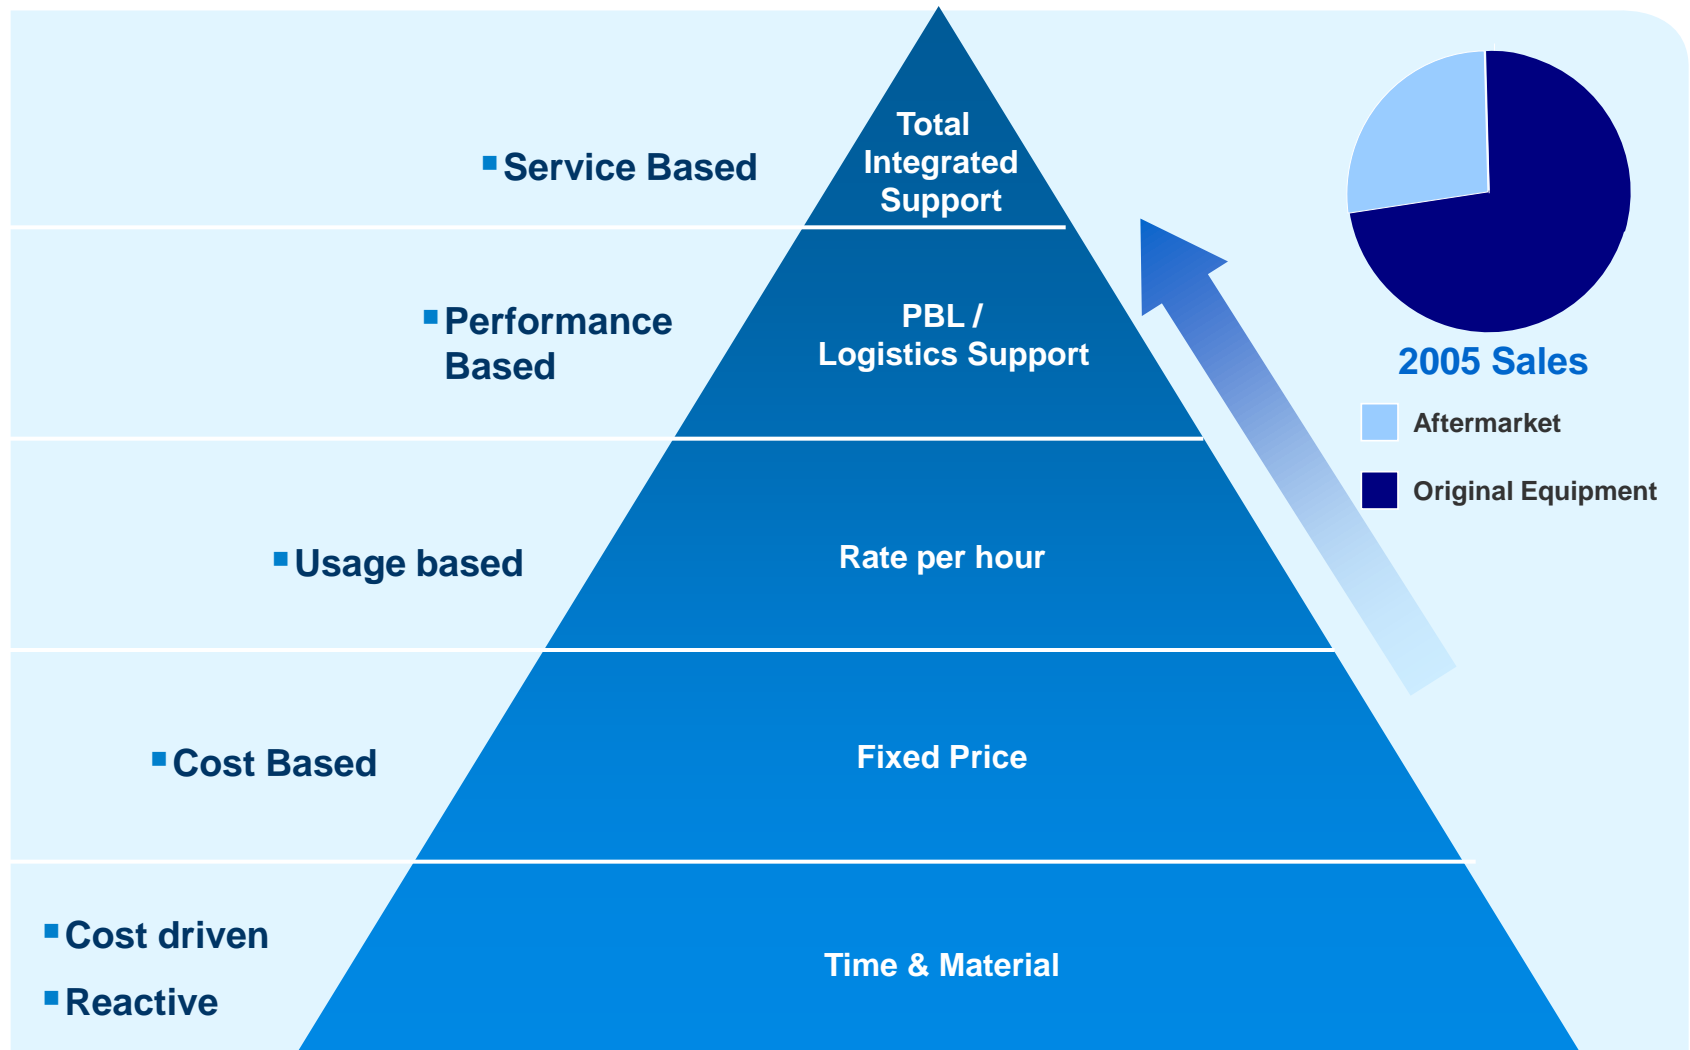 Service Based
Total
Integrated
Support
Performance
Based
PBL /
Logistics Support
Usage based
Rate per hour
Cost Based
Fixed Price
Cost driven
Reactive
Time & Material
2005 Sales
Aftermarket
Original Equipment